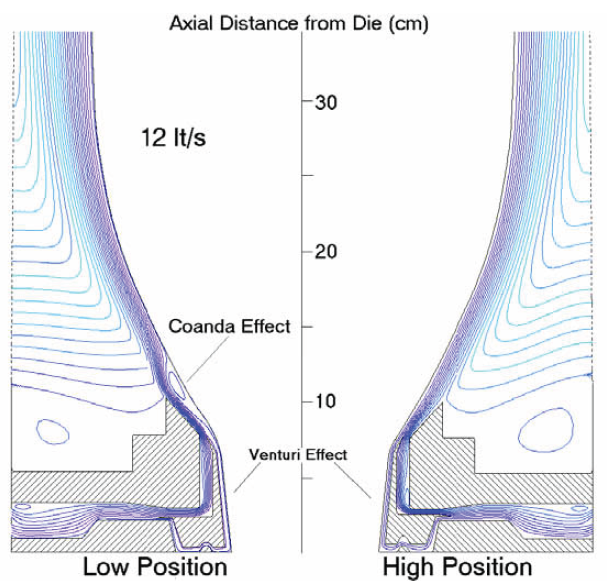 Axial Distance from Die (cm)
30
12 lt/s
20
Coanda Effect
10
Venturi Effect
Low Position
High Position